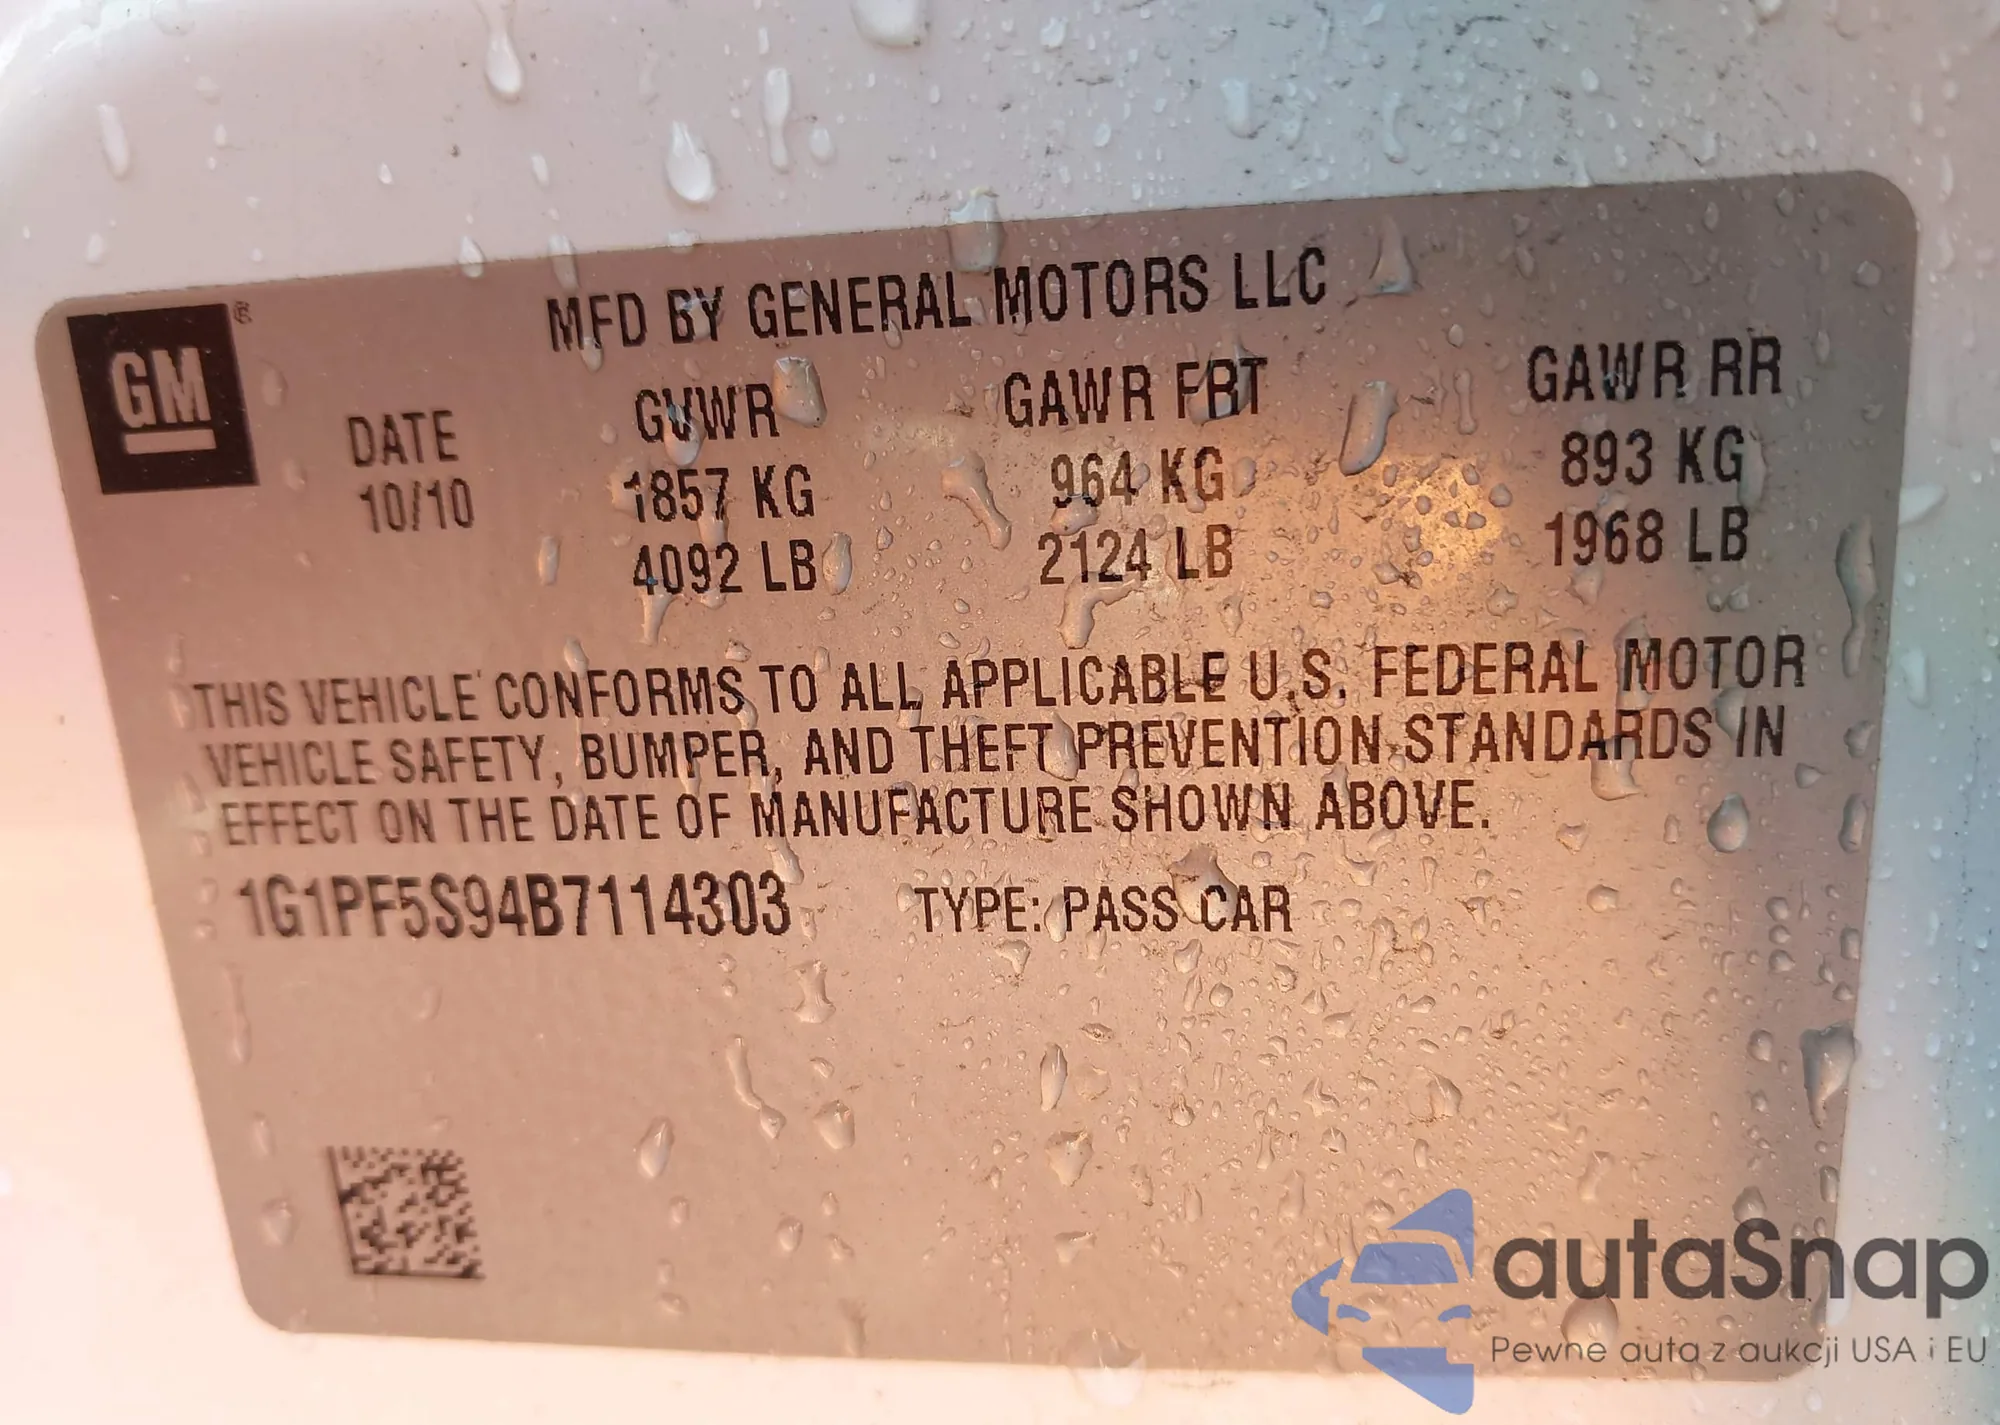 MFD BY GENERAL MOTORS LLC
GM®
DATE GVWR GAWR FRT GAWR RR
10/10 1857 KG 964 KG 893 KG
4092 LB 2124 LB 1968 LB
THIS VEHICLE CONFORMS TO ALL APPLICABLE U.S. FEDERAL MOTOR
VEHICLE SAFETY, BUMPER, AND THEFT PREVENTION STANDARDS IN
EFFECT ON THE DATE OF MANUFACTURE SHOWN ABOVE.
1G1PF5S94B7114303 TYPE: PASS CAR
autaSnap
Pewne auta z aukcji USA i EU